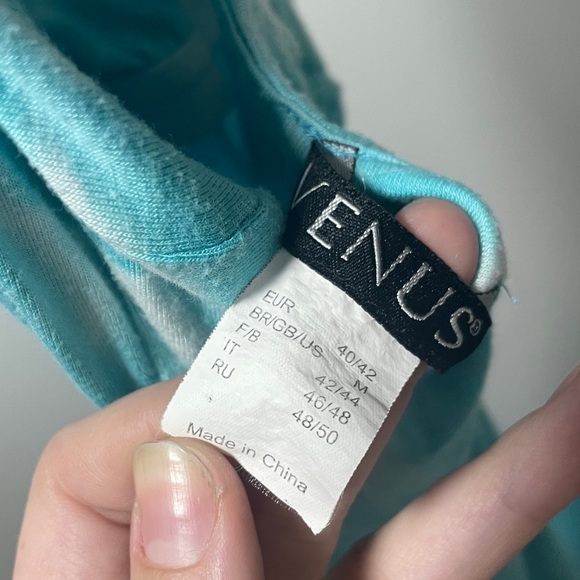 VENUS®
EUR 40/42
BR/GB/US M
F/B 42/44
IT 46/48
RU 48/50
Made in China